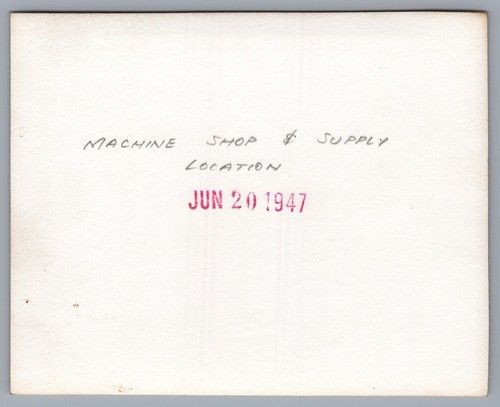 MACHINE SHOP & SUPPLY
LOCATION
JUN 20 1947